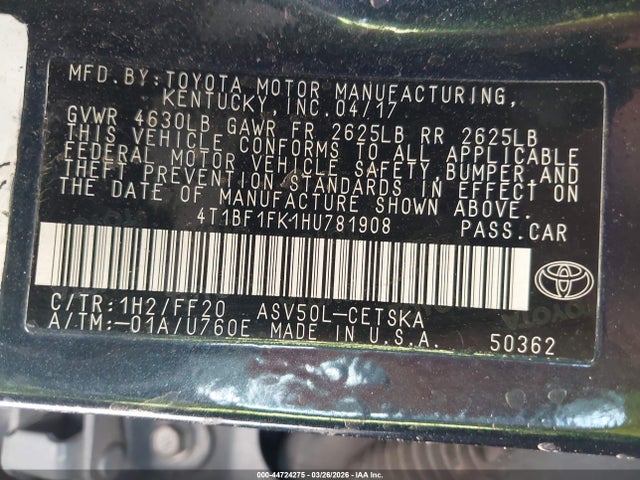 MFD. BY: TOYOTA MOTOR MANUFACTURING,
KENTUCKY, INC. 04/17
GVWR 4630LB GAWR FR 2625LB RR 2625LB
THIS VEHICLE CONFORMS TO ALL APPLICABLE
FEDERAL MOTOR VEHICLE SAFETY, BUMPER, AND
THEFT PREVENTION STANDARDS IN EFFECT ON
THE DATE OF MANUFACTURE SHOWN ABOVE.
4T1BF1FK1HU781908 PASS. CAR
TOYOTA
C/TR: 1H2/FF20 ASV50L-CETSKA
A/TM: -01A/U760E MADE IN U.S.A. 50362
000-44724275 - 03/26/2026 - IAA, Inc.